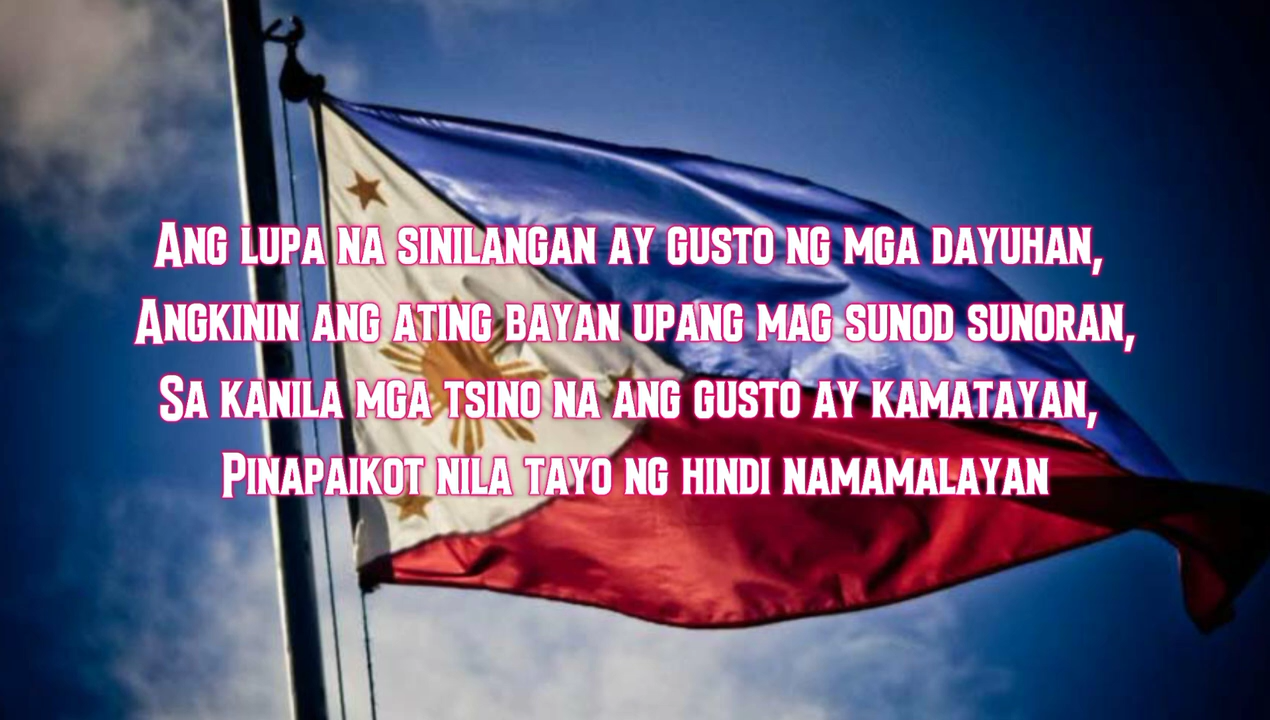 Ang lupa na sinilangan ay gusto ng mga dayuhan,
Angkinin ang ating bayan upang mag sunod sunoran,
Sa kanila mga tsino na ang gusto ay kamatayan,
Pinapaikot nila tayo ng hindi namamalayan